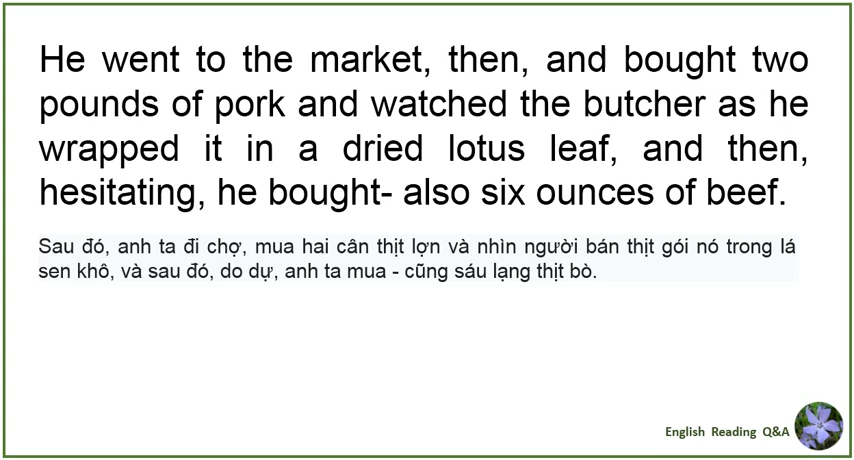 He went to the market, then, and bought two
pounds of pork and watched the butcher as he
wrapped it in a dried lotus leaf, and then,
hesitating, he bought- also six ounces of beef.
Sau đó, anh ta đi chợ, mua hai cân thịt lợn và nhìn người bán thịt gói nó trong lá
sen khô, và sau đó, do dự, anh ta mua - cũng sáu lạng thịt bò.
English Reading Q&A